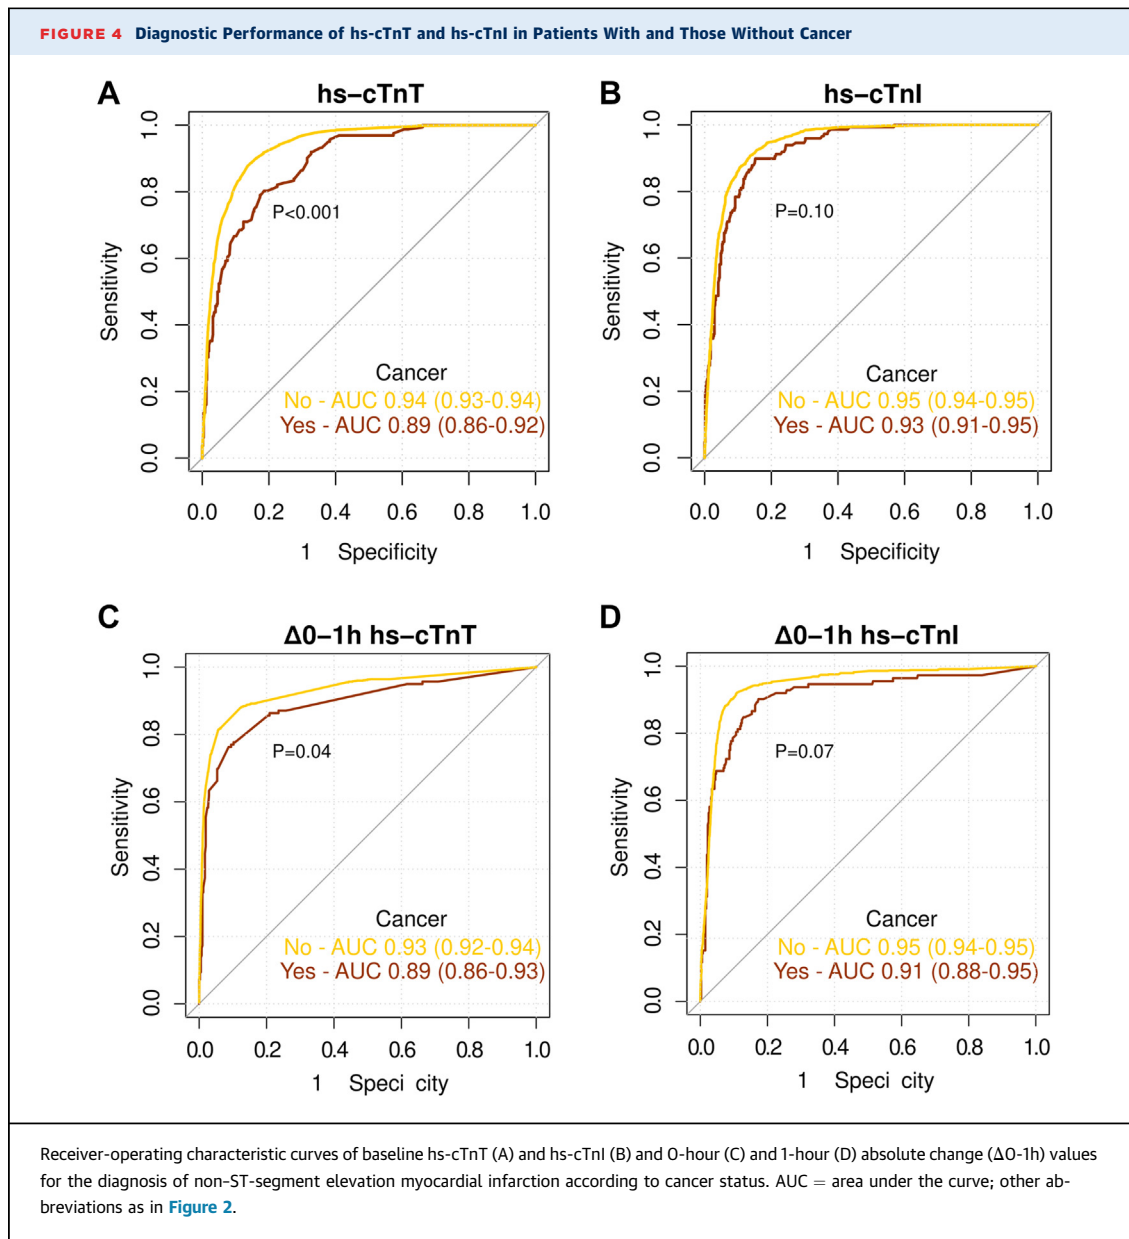 FIGURE 4 Diagnostic Performance of hs-cTnT and hs-cTnI in Patients With and Those Without Cancer
A
hs–cTnT
Sensitivity
1.0
0.8
0.6
0.4
0.2
0.0
P<0.001
Cancer
No - AUC 0.94 (0.93-0.94)
Yes - AUC 0.89 (0.86-0.92)
0.0 0.2 0.4 0.6 0.8 1.0
1 Specificity
B
hs–cTnI
Sensitivity
1.0
0.8
0.6
0.4
0.2
0.0
P=0.10
Cancer
No - AUC 0.95 (0.94-0.95)
Yes - AUC 0.93 (0.91-0.95)
0.0 0.2 0.4 0.6 0.8 1.0
1 Specificity
C
Δ0–1h hs–cTnT
Sensitivity
1.0
0.8
0.6
0.4
0.2
0.0
P=0.04
Cancer
No - AUC 0.93 (0.92-0.94)
Yes - AUC 0.89 (0.86-0.93)
0.0 0.2 0.4 0.6 0.8 1.0
1 Speci city
D
Δ0–1h hs–cTnI
Sensitivity
1.0
0.8
0.6
0.4
0.2
0.0
P=0.07
Cancer
No - AUC 0.95 (0.94-0.95)
Yes - AUC 0.91 (0.88-0.95)
0.0 0.2 0.4 0.6 0.8 1.0
1 Speci city
Receiver-operating characteristic curves of baseline hs-cTnT (A) and hs-cTnI (B) and 0-hour (C) and 1-hour (D) absolute change (Δ0-1h) values
for the diagnosis of non–ST-segment elevation myocardial infarction according to cancer status. AUC = area under the curve; other ab-
breviations as in Figure 2.